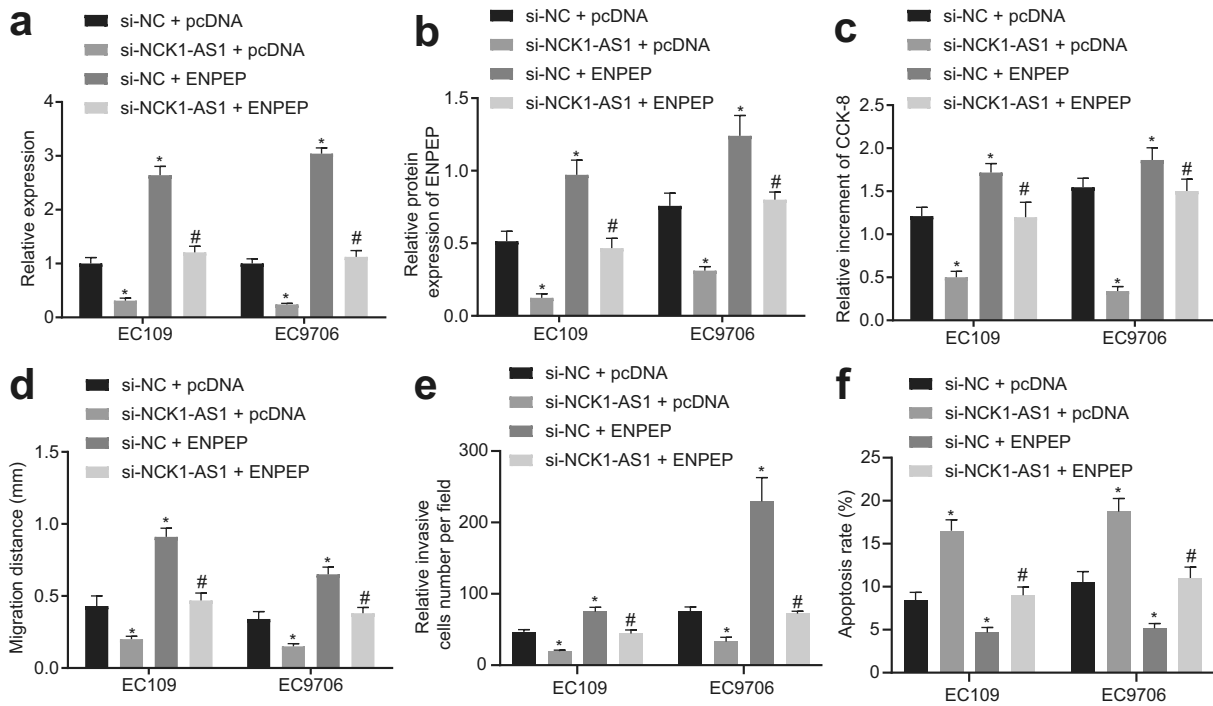 a
si-NC + pcDNA
si-NCK1-AS1 + pcDNA
si-NC + ENPEP
si-NCK1-AS1 + ENPEP
Relative expression
4
3
2
1
0
*
*
#
*
*
#
EC109
EC9706
b
si-NC + pcDNA
si-NCK1-AS1 + pcDNA
si-NC + ENPEP
si-NCK1-AS1 + ENPEP
Relative protein
expression of ENPEP
1.5
1.0
0.5
0.0
*
*
#
*
*
#
EC109
EC9706
c
si-NC + pcDNA
si-NCK1-AS1 + pcDNA
si-NC + ENPEP
si-NCK1-AS1 + ENPEP
Relative increment of CCK-8
2.5
2.0
1.5
1.0
0.5
0.0
*
*
#
*
*
#
EC109
EC9706
d
si-NC + pcDNA
si-NCK1-AS1 + pcDNA
si-NC + ENPEP
si-NCK1-AS1 + ENPEP
Migration distance (mm)
1.5
1.0
0.5
0.0
*
*
#
*
*
#
EC109
EC9706
e
si-NC + pcDNA
si-NCK1-AS1 + pcDNA
si-NC + ENPEP
si-NCK1-AS1 + ENPEP
Relative invasive
cells number per field
300
200
100
0
*
*
#
*
*
#
EC109
EC9706
f
si-NC + pcDNA
si-NCK1-AS1 + pcDNA
si-NC + ENPEP
si-NCK1-AS1 + ENPEP
Apoptosis rate (%)
25
20
15
10
5
0
*
*
#
*
*
#
EC109
EC9706